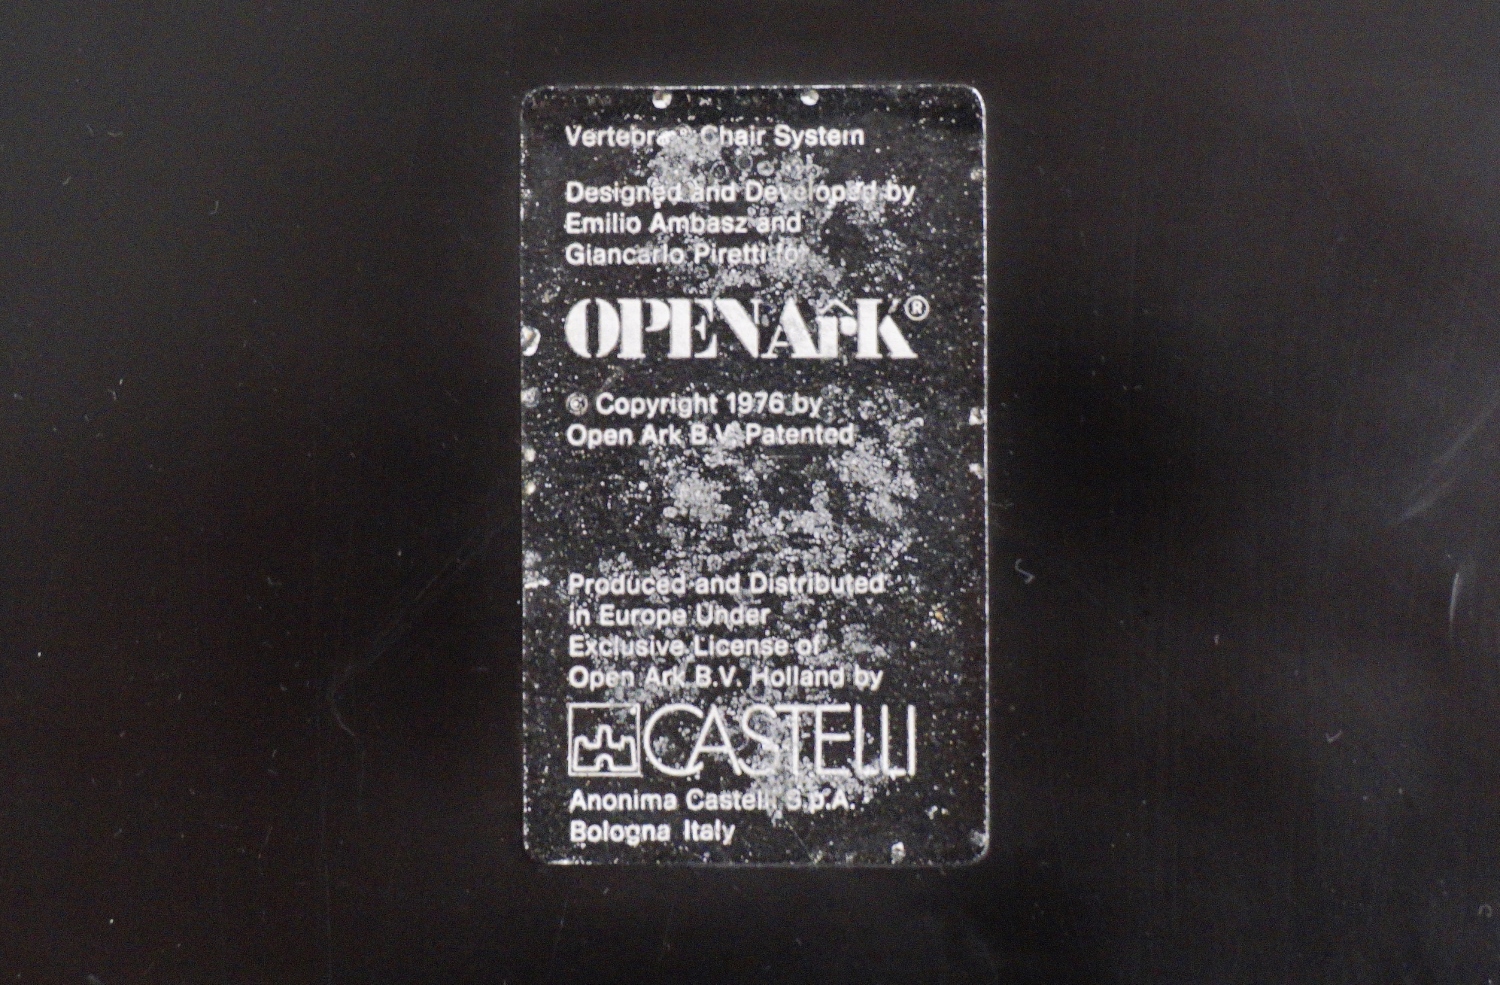 Vertebra® Chair System
Designed and Developed by
Emilio Ambasz and
Giancarlo Piretti for
OPENArK®
© Copyright 1976 by
Open Ark B.V. Patented
Produced and Distributed
in Europe Under
Exclusive License of
Open Ark B.V. Holland by
CASTELLI
Anonima Castelli S.p.A.
Bologna Italy